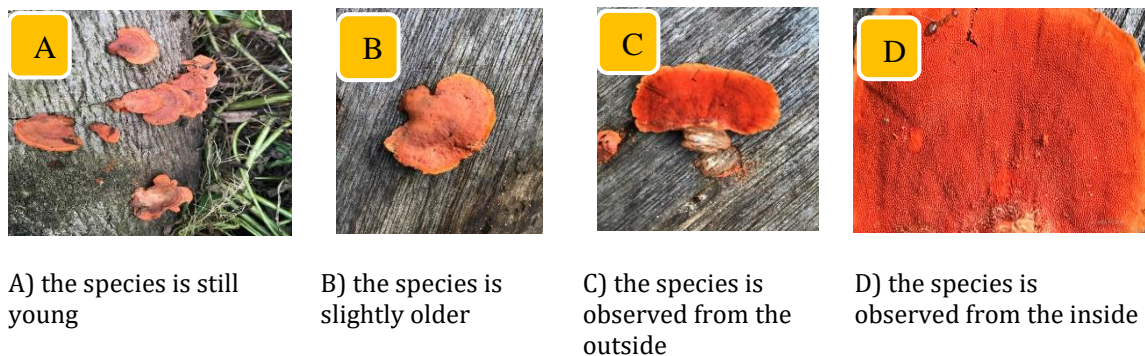 A
B
C
D
A) the species is still
young
B) the species is
slightly older
C) the species is
observed from the
outside
D) the species is
observed from the inside